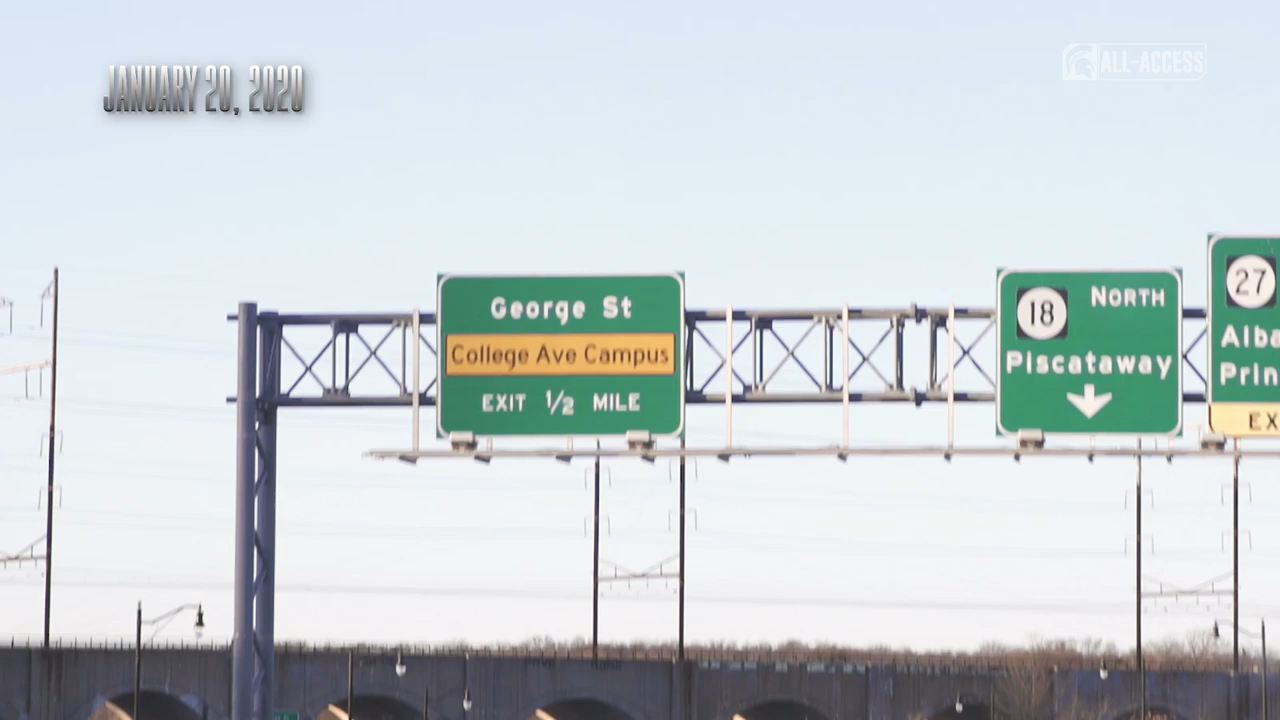 JANUARY 20, 2020
ALL-ACCESS
George St
College Ave Campus
EXIT 1/2 MILE
18 NORTH
Piscataway
27